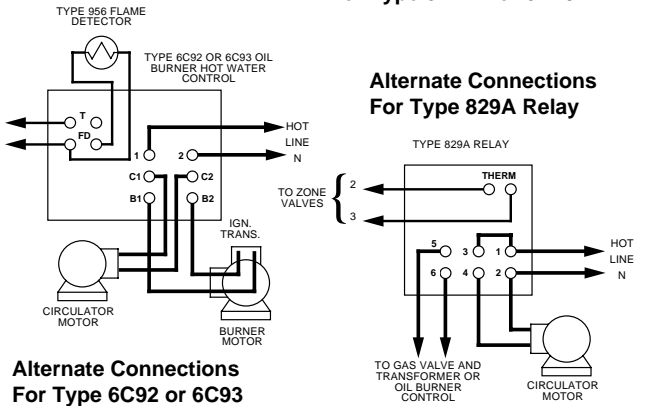 TYPE 956 FLAME
DETECTOR
TYPE 6C92 OR 6C93 OIL
BURNER HOT WATER
CONTROL
T
FD
1
2
C1
C2
B1
B2
HOT
LINE
N
IGN.
TRANS.
CIRCULATOR
MOTOR
BURNER
MOTOR
Alternate Connections
For Type 6C92 or 6C93
Alternate Connections
For Type 829A Relay
TYPE 829A RELAY
THERM
TO ZONE
VALVES
2
3
5
3
1
6
4
2
HOT
LINE
N
TO GAS VALVE AND
TRANSFORMER OR
OIL BURNER
CONTROL
CIRCULATOR
MOTOR